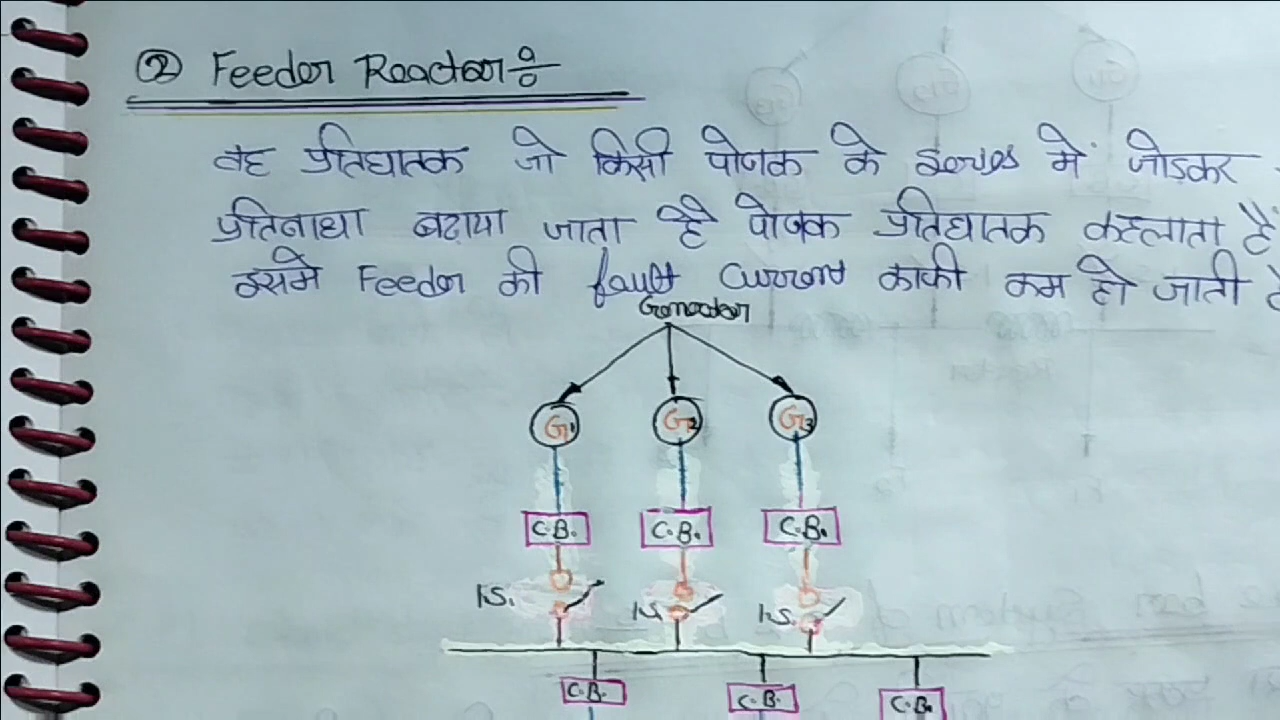 ② Feeder Reactor ÷
वह प्रतिघातक जो किसी पोषक के series में जोडकर
प्रतिबाधा बढाया जाता है पोषक प्रतिघातक कहलाता है
इसमे Feeder की fault Current काफी कम हो जाती है
Generator
G1 G2 G3
C.B. C.B. C.B.
I.S. I.S. I.S.
C.B. C.B. C.B.